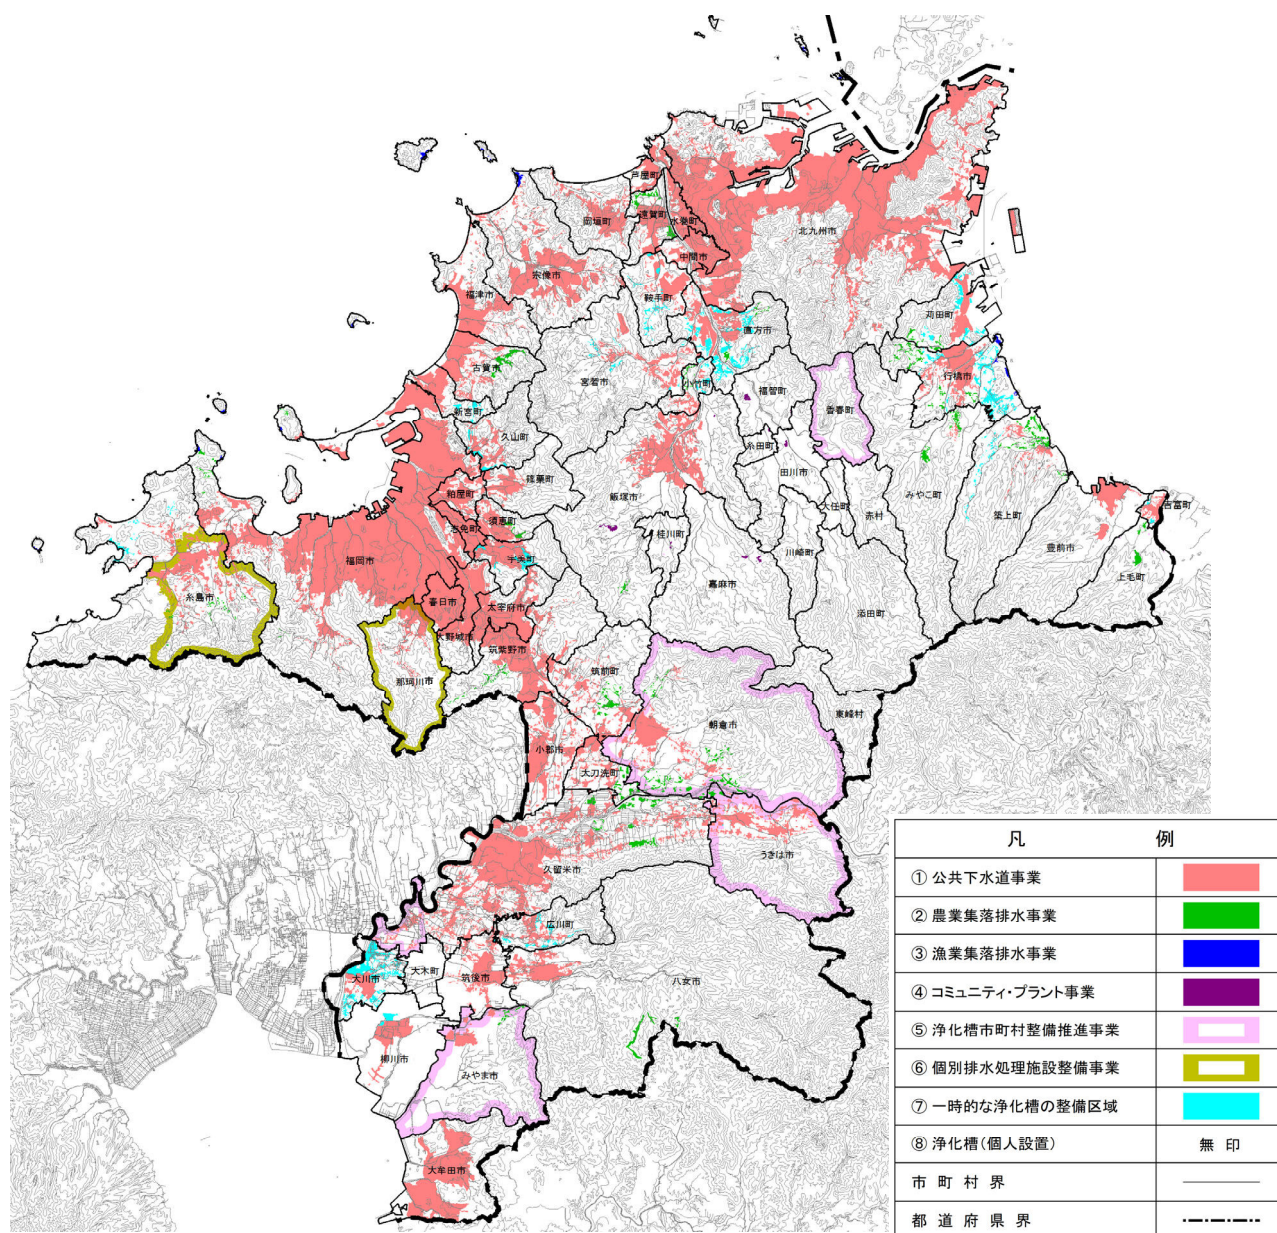 芦屋町
岡垣町
遠賀町
水巻町
北九州市
中間市
宗像市
福津市
鞍手町
苅田町
直方市
古賀市
宮若市
小竹町
福智町
行橋市
香春町
新宮町
久山町
糸田町
田川市
篠栗町
粕屋町
飯塚市
大任町
赤村
みやこ町
吉富町
須恵町
志免町
桂川町
築上町
川崎町
豊前市
福岡市
宇美町
上毛町
嘉麻市
糸島市
春日市
太宰府市
添田町
大野城市
筑紫野市
筑前町
那珂川市
東峰村
朝倉市
小郡市
大刀洗町
うきは市
久留米市
広川町
大川市
大木町
筑後市
八女市
柳川市
みやま市
大牟田市
凡 例
① 公共下水道事業
② 農業集落排水事業
③ 漁業集落排水事業
④ コミュニティ・プラント事業
⑤ 浄化槽市町村整備推進事業
⑥ 個別排水処理施設整備事業
⑦ 一時的な浄化槽の整備区域
⑧ 浄化槽(個人設置) 無 印
市 町 村 界
都 道 府 県 界